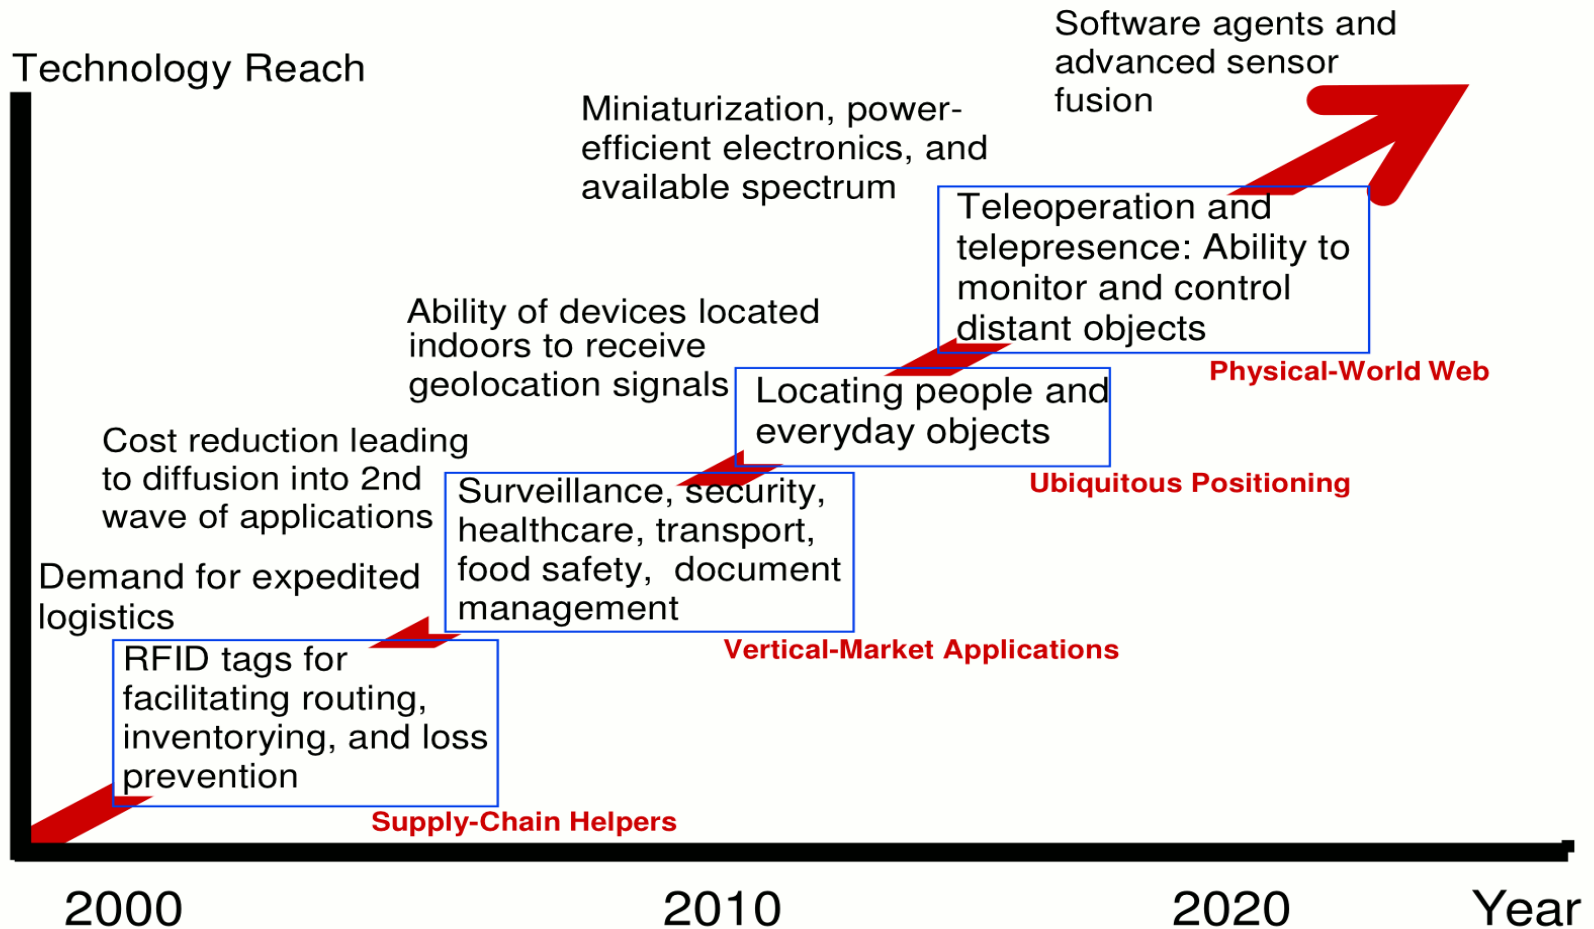 Technology Reach
Software agents and
advanced sensor
fusion
Miniaturization, power-
efficient electronics, and
available spectrum
Teleoperation and
telepresence: Ability to
monitor and control
distant objects
Physical-World Web
Ability of devices located
indoors to receive
geolocation signals
Locating people and
everyday objects
Ubiquitous Positioning
Cost reduction leading
to diffusion into 2nd
wave of applications
Surveillance, security,
healthcare, transport,
food safety,  document
management
Vertical-Market Applications
Demand for expedited
logistics
RFID tags for
facilitating routing,
inventorying, and loss
prevention
Supply-Chain Helpers
2000 2010 2020 Year